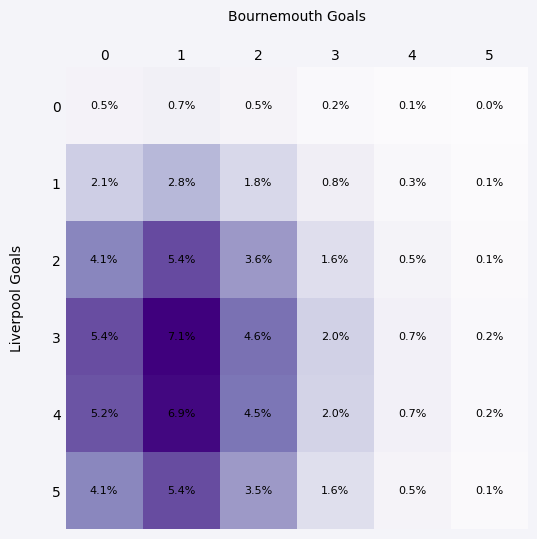 Bournemouth Goals
0 1 2 3 4 5
0 0.5% 0.7% 0.5% 0.2% 0.1% 0.0%
1 2.1% 2.8% 1.8% 0.8% 0.3% 0.1%
2 4.1% 5.4% 3.6% 1.6% 0.5% 0.1%
3 5.4% 7.1% 4.6% 2.0% 0.7% 0.2%
4 5.2% 6.9% 4.5% 2.0% 0.7% 0.2%
5 4.1% 5.4% 3.5% 1.6% 0.5% 0.1%
Liverpool Goals